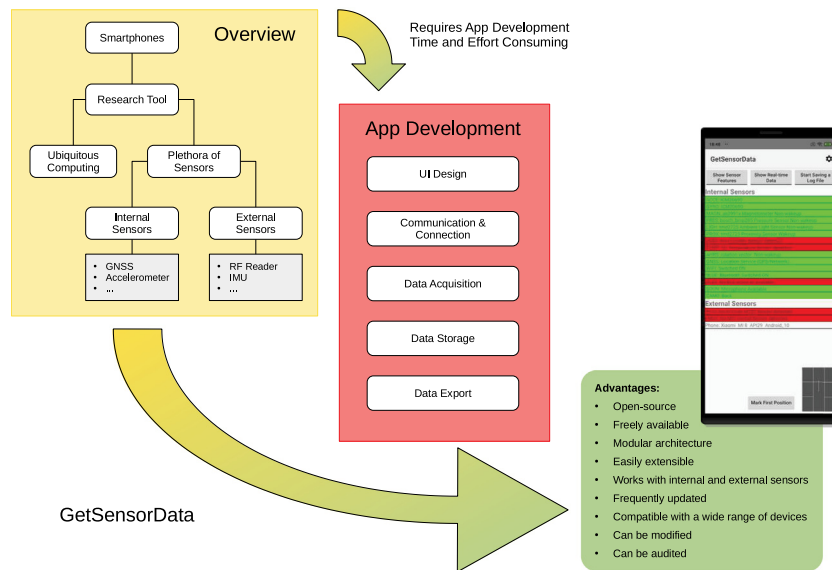 Overview
Smartphones
Research Tool
Ubiquitous
Computing
Plethora of
Sensors
Internal
Sensors
External
Sensors
• GNSS
• Accelerometer
• ...
• RF Reader
• IMU
• ...
Requires App Development
Time and Effort Consuming
App Development
UI Design
Communication &
Connection
Data Acquisition
Data Storage
Data Export
GetSensorData
GetSensorData
Show Sensor
Features
Show Real-time
Data
Start Saving a
Log File
Internal Sensors
External Sensors
Mark First Position
Advantages:
• Open-source
• Freely available
• Modular architecture
• Easily extensible
• Works with internal and external sensors
• Frequently updated
• Compatible with a wide range of devices
• Can be modified
• Can be audited